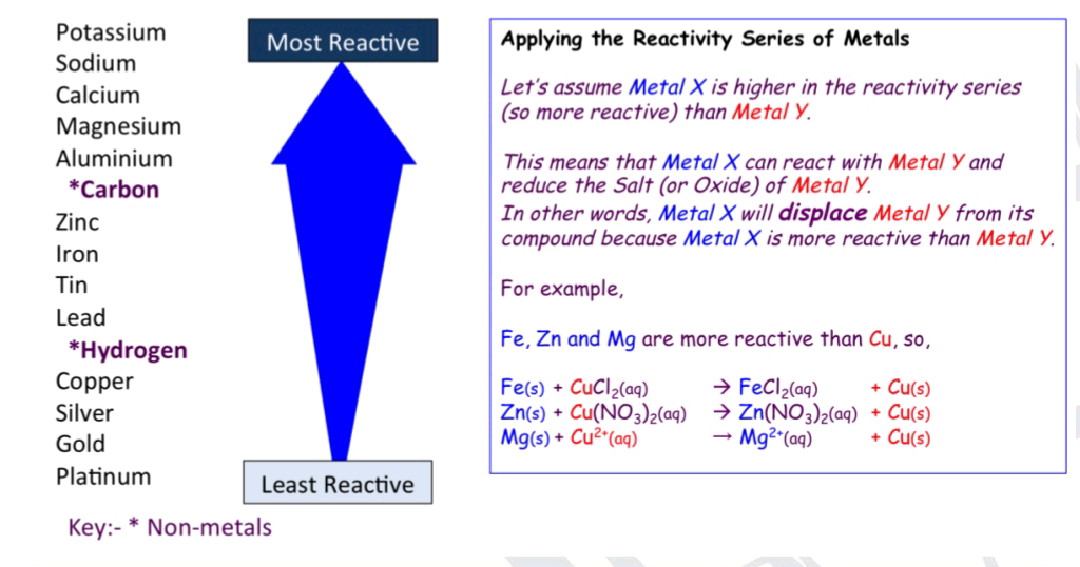 Potassium
Sodium
Calcium
Magnesium
Aluminium
*Carbon
Zinc
Iron
Tin
Lead
*Hydrogen
Copper
Silver
Gold
Platinum
Key:- * Non-metals
Most Reactive
Least Reactive
Applying the Reactivity Series of Metals
Let's assume Metal X is higher in the reactivity series
(so more reactive) than Metal Y.
This means that Metal X can react with Metal Y and
reduce the Salt (or Oxide) of Metal Y.
In other words, Metal X will displace Metal Y from its
compound because Metal X is more reactive than Metal Y.
For example,
Fe, Zn and Mg are more reactive than Cu, so,
Fe(s) + CuCl₂(aq) → FeCl₂(aq) + Cu(s)
Zn(s) + Cu(NO₃)₂(aq) → Zn(NO₃)₂(aq) + Cu(s)
Mg(s) + Cu²⁺(aq) → Mg²⁺(aq) + Cu(s)